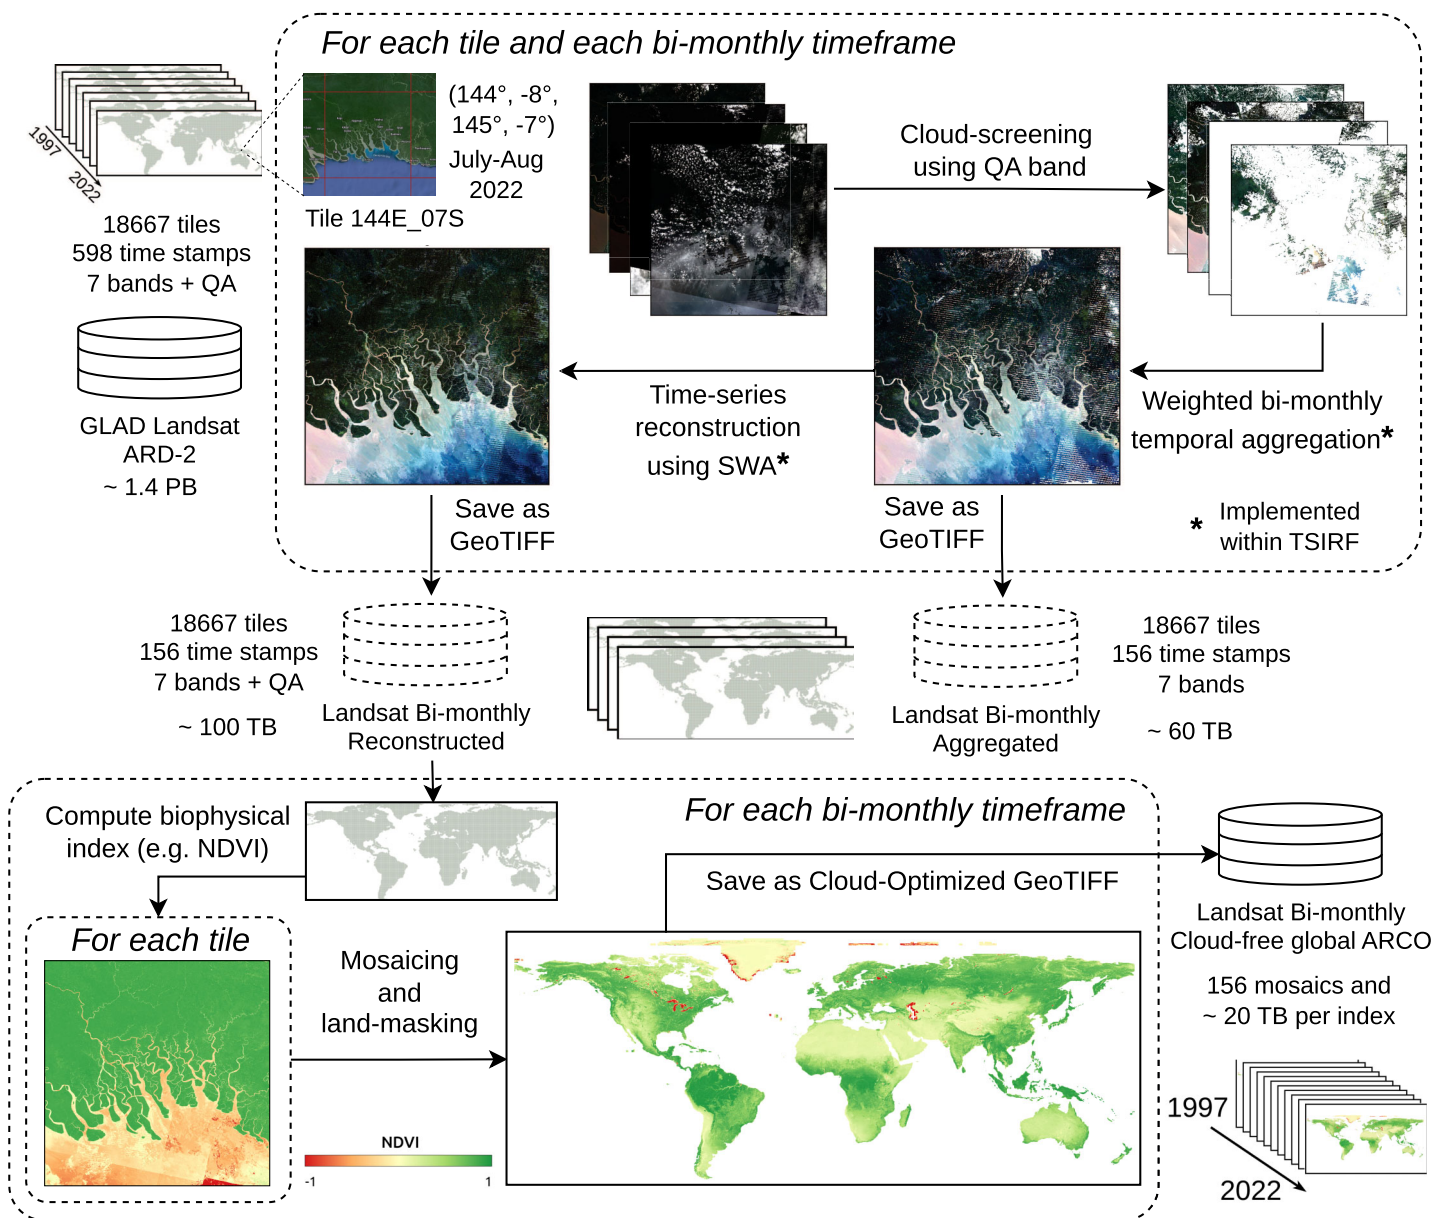 For each tile and each bi-monthly timeframe
1997
2022
18667 tiles
598 time stamps
7 bands + QA
GLAD Landsat
ARD-2
~ 1.4 PB
(144°, -8°,
145°, -7°)
July-Aug
2022
Tile 144E_07S
Cloud-screening
using QA band
Weighted bi-monthly
temporal aggregation*
Time-series
reconstruction
using SWA*
* Implemented
within TSIRF
Save as
GeoTIFF
Save as
GeoTIFF
18667 tiles
156 time stamps
7 bands + QA
~ 100 TB
Landsat Bi-monthly
Reconstructed
Landsat Bi-monthly
Aggregated
18667 tiles
156 time stamps
7 bands
~ 60 TB
For each bi-monthly timeframe
Compute biophysical
index (e.g. NDVI)
For each tile
Mosaicing
and
land-masking
NDVI
-1 1
Save as Cloud-Optimized GeoTIFF
Landsat Bi-monthly
Cloud-free global ARCO
156 mosaics and
~ 20 TB per index
1997
2022